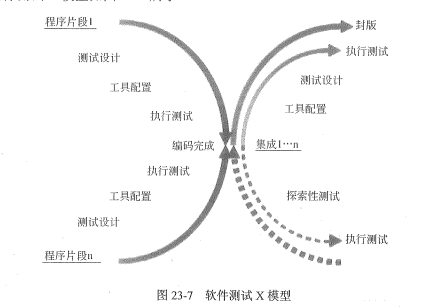 程序片段1
测试设计
工具配置
执行测试
编码完成
执行测试
工具配置
测试设计
程序片段n
封版
执行测试
测试设计
工具配置
集成1…n
探索性测试
执行测试
图 23-7 软件测试 X 模型